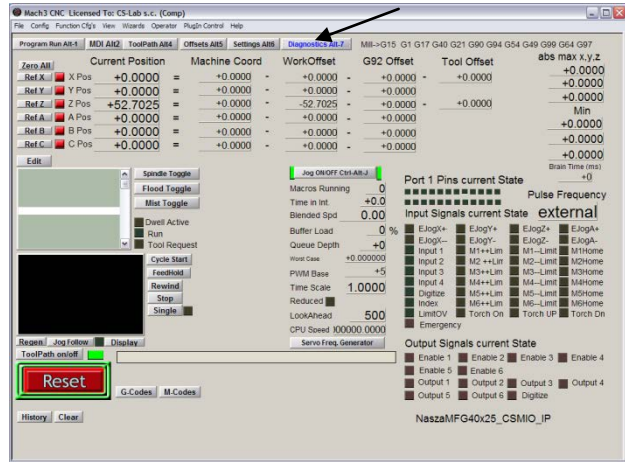 Mach3 CNC Licensed To: CS-Lab s.c. (Comp)
File Config Function Cfg's View Wizards Operator PlugIn Control Help
Program Run Alt-1 MDI Alt2 ToolPath Alt4 Offsets Alt5 Settings Alt6 Diagnostics Alt-7 Mill->G15 G1 G17 G40 G21 G90 G94 G54 G49 G99 G64 G97
Zero All Current Position Machine Coord WorkOffset G92 Offset Tool Offset abs max x,y,z
Ref X X Pos +0.0000 = +0.0000 - +0.0000 - +0.0000 - +0.0000 +0.0000
Ref Y Y Pos +0.0000 = +0.0000 - +0.0000 - +0.0000 +0.0000
Ref Z Z Pos +52.7025 = +0.0000 - -52.7025 - +0.0000 - +0.0000 +0.0000
Min
Ref A A Pos +0.0000 = +0.0000 - +0.0000 - +0.0000 +0.0000
Ref B B Pos +0.0000 = +0.0000 - +0.0000 - +0.0000 +0.0000
Ref C C Pos +0.0000 = +0.0000 - +0.0000 - +0.0000 +0.0000
Edit
Brain Time (ms)
+0
Spindle Toggle
Flood Toggle
Mist Toggle
Dwell Active
Run
Tool Request
Cycle Start
FeedHold
Rewind
Stop
Single
Regen Jog Follow Display
ToolPath on/off
Reset
G-Codes M-Codes
History Clear
Jog ON/OFF Ctrl-Alt-J
Macros Running 0
Time in Int. +0.0
Blended Spd 0.00
Buffer Load 0 %
Queue Depth +0
Worst Case +0.000000
PWM Base +5
Time Scale 1.0000
Reduced
LookAhead 500
CPU Speed
Servo Freq. Generator
Port 1 Pins current State
Pulse Frequency
Input Signals current State external
EJogX+ EJogY+ EJogZ+ EJogA+
EJogX-- EJogY- EJogZ- EJogA-
Input 1 M1++Lim M1--Limit M1Home
Input 2 M2 ++Lim M2--Limit M2Home
Input 3 M3++Lim M3--Limit M3Home
Input 4 M4++Lim M4--Limit M4Home
Digitize M5++Lim M5--Limit M5Home
Index M6++Lim M6--Limit M6Home
LimitOV Torch On Torch UP Torch Dn
Emergency
Output Signals current State
Enable 1 Enable 2 Enable 3 Enable 4
Enable 5 Enable 6
Output 1 Output 2 Output 3 Output 4
Output 5 Output 6 Digitize
NaszaMFG40x25_CSMIO_IP